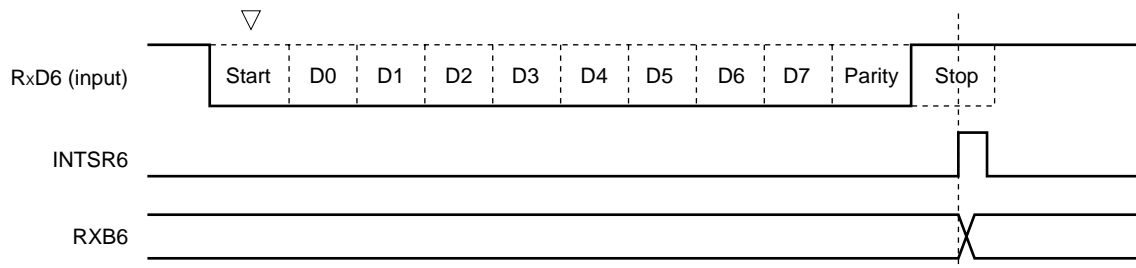 RxD6 (input) Start D0 D1 D2 D3 D4 D5 D6 D7 Parity Stop
INTSR6
RXB6